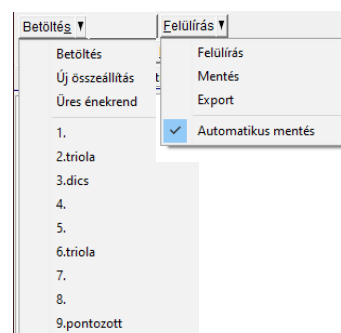 Betöltés ▼
Felülírás ▼
Betöltés
Új összeállítás
Üres énekrend
1.
2.triola
3.dics
4.
5.
6.triola
7.
8.
9.pontozott
Felülírás
Mentés
Export
Automatikus mentés